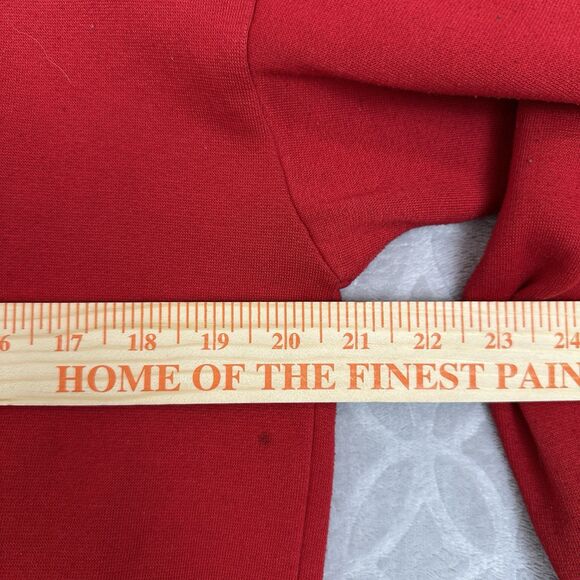 6 17 18 19 20 21 22 23 24
HOME OF THE FINEST PAIN